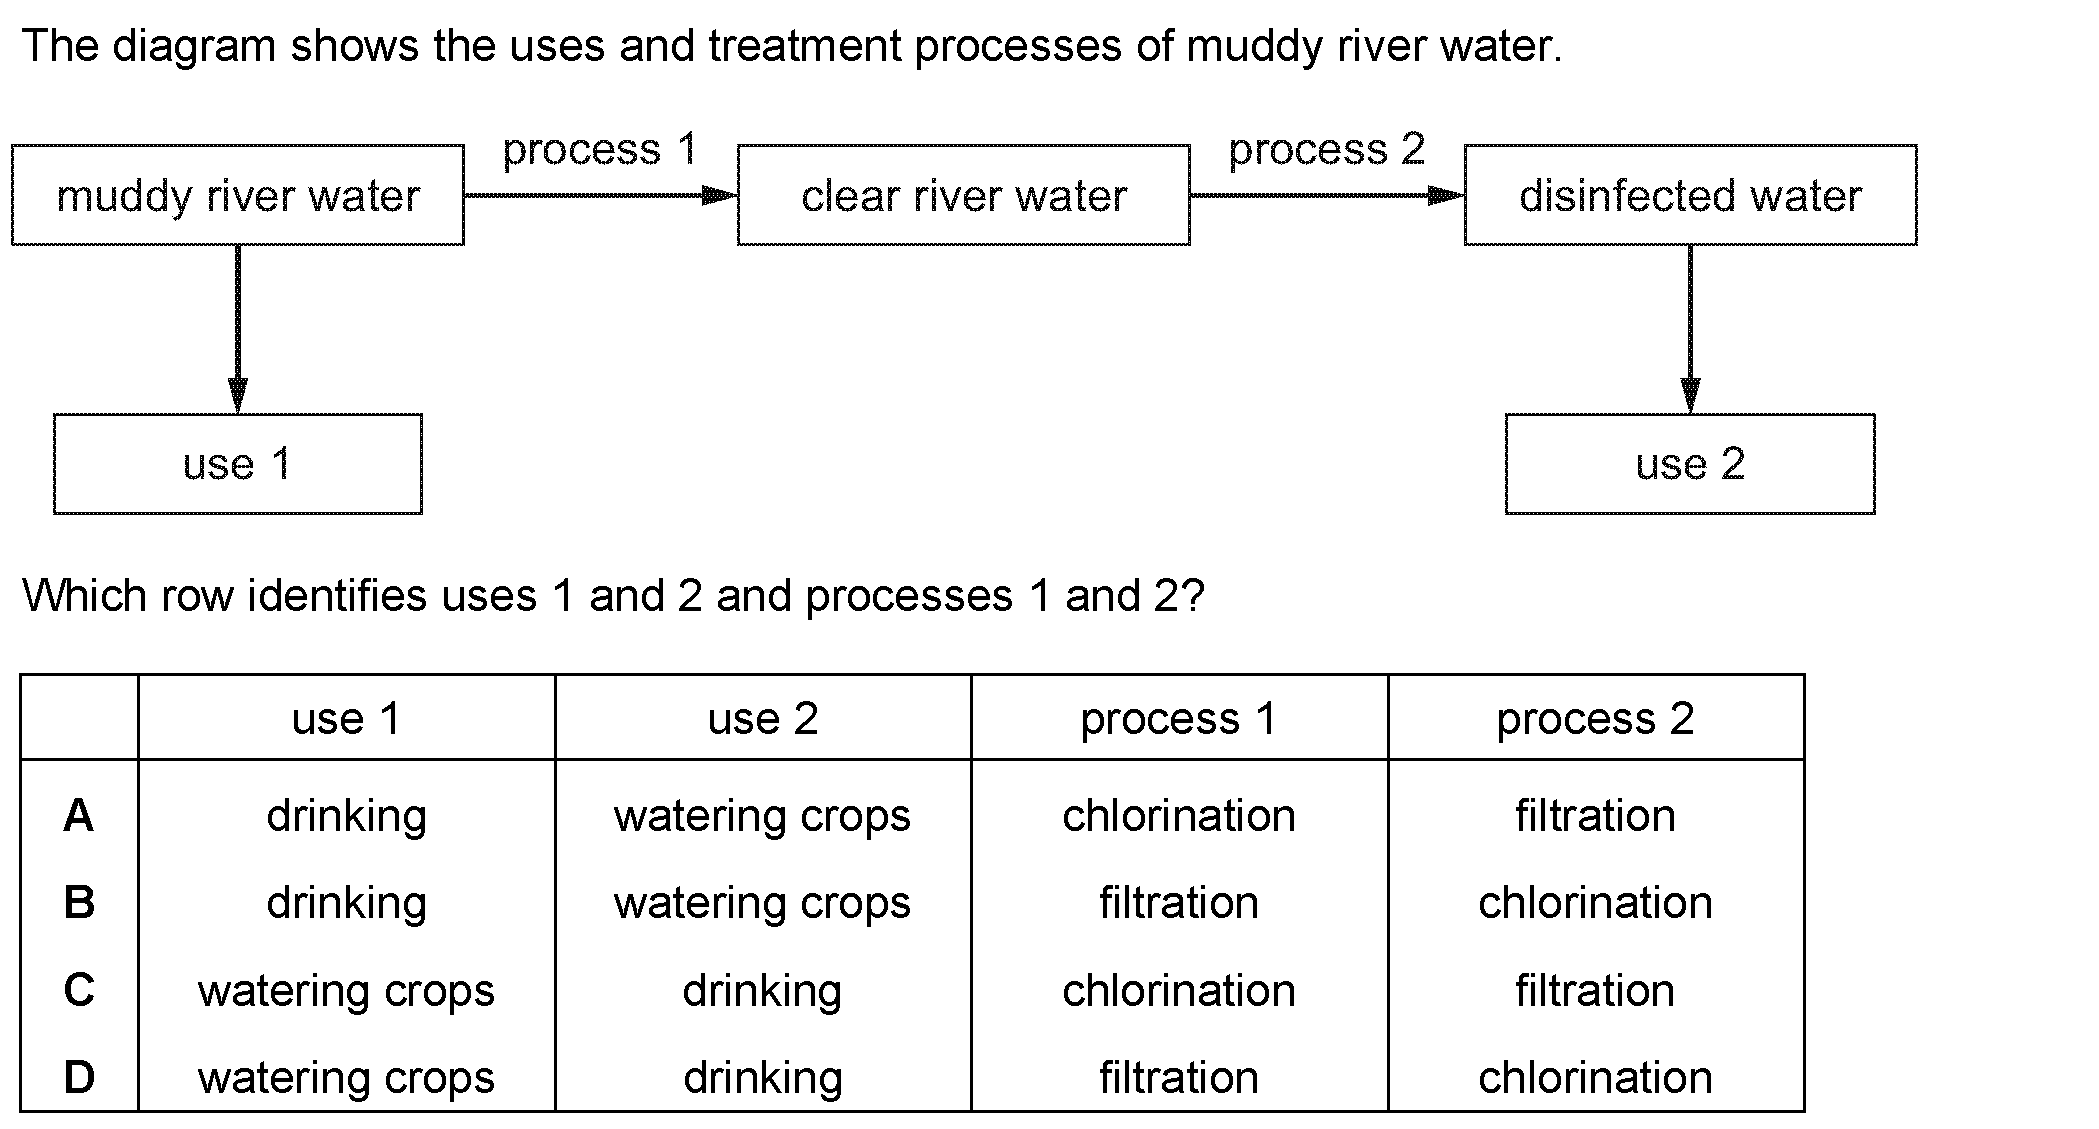 The diagram shows the uses and treatment processes of muddy river water.
process 1 process 2
muddy river water clear river water disinfected water
use 1 use 2
Which row identifies uses 1 and 2 and processes 1 and 2?
use 1 use 2 process 1 process 2
A drinking watering crops chlorination filtration
B drinking watering crops filtration chlorination
C watering crops drinking chlorination filtration
D watering crops drinking filtration chlorination